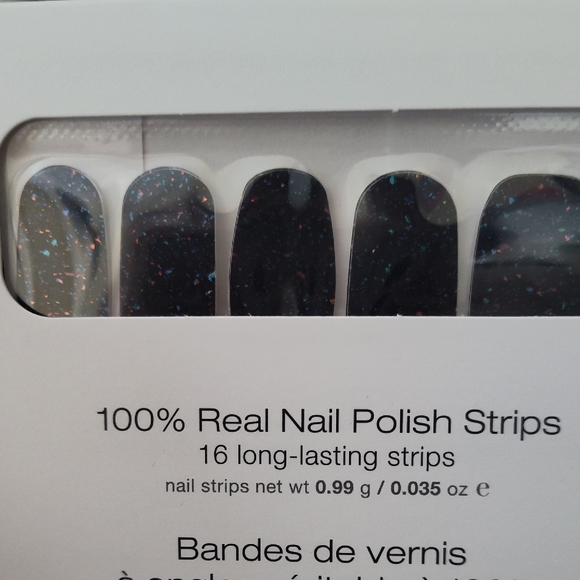 100% Real Nail Polish Strips
16 long-lasting strips
nail strips net wt 0.99 g / 0.035 oz ℮
Bandes de vernis
à